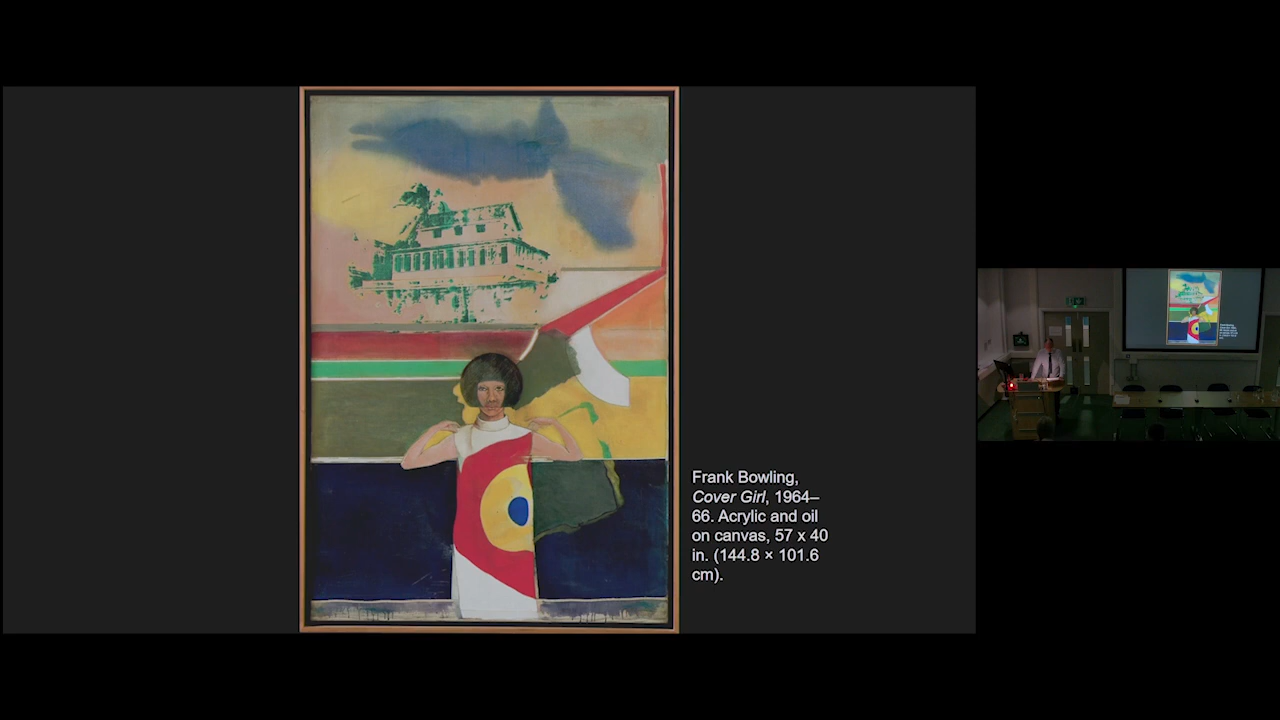 Frank Bowling,
Cover Girl, 1964–
66. Acrylic and oil
on canvas, 57 x 40
in. (144.8 × 101.6
cm).